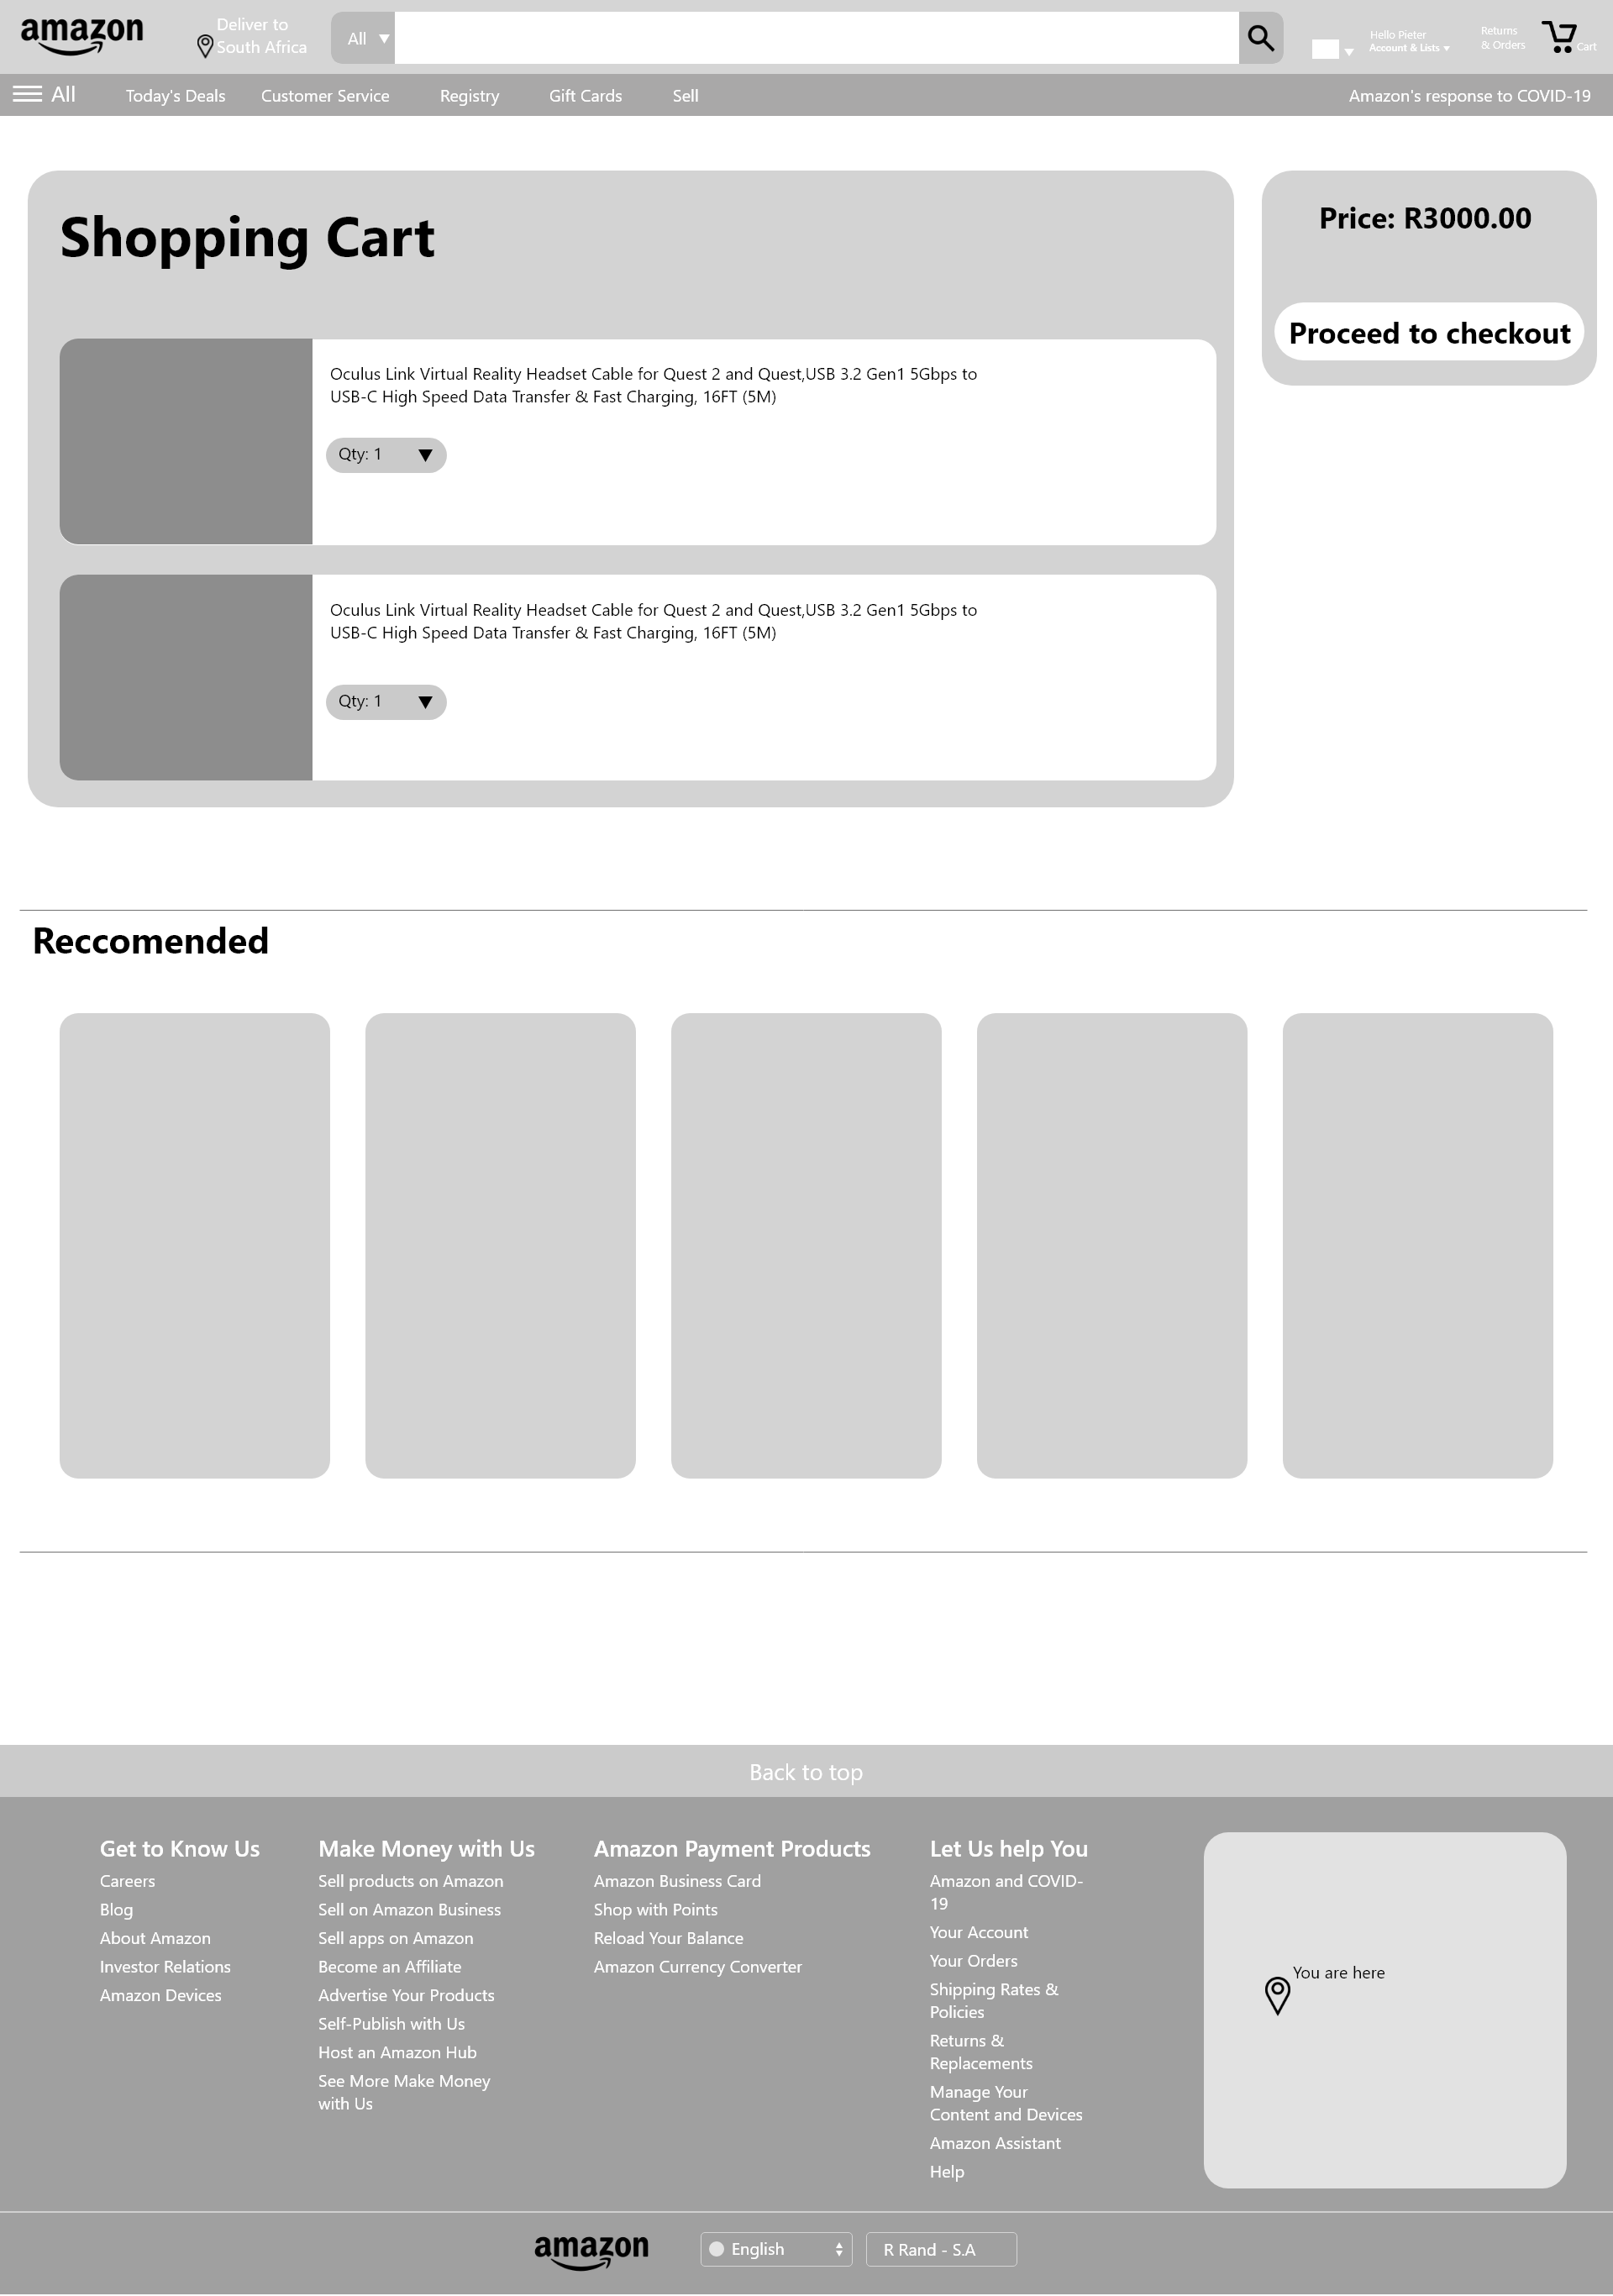 amazon
Deliver to
South Africa
All
Hello Pieter
Account & Lists
Returns
& Orders
Cart
All
Today's Deals
Customer Service
Registry
Gift Cards
Sell
Amazon's response to COVID-19
Shopping Cart
Price: R3000.00
Proceed to checkout
Oculus Link Virtual Reality Headset Cable for Quest 2 and Quest,USB 3.2 Gen1 5Gbps to
USB-C High Speed Data Transfer & Fast Charging, 16FT (5M)
Qty: 1
Oculus Link Virtual Reality Headset Cable for Quest 2 and Quest,USB 3.2 Gen1 5Gbps to
USB-C High Speed Data Transfer & Fast Charging, 16FT (5M)
Qty: 1
Reccomended
Back to top
Get to Know Us
Careers
Blog
About Amazon
Investor Relations
Amazon Devices
Make Money with Us
Sell products on Amazon
Sell on Amazon Business
Sell apps on Amazon
Become an Affiliate
Advertise Your Products
Self-Publish with Us
Host an Amazon Hub
See More Make Money
with Us
Amazon Payment Products
Amazon Business Card
Shop with Points
Reload Your Balance
Amazon Currency Converter
Let Us help You
Amazon and COVID-
19
Your Account
Your Orders
Shipping Rates &
Policies
Returns &
Replacements
Manage Your
Content and Devices
Amazon Assistant
Help
You are here
amazon
English
R Rand - S.A